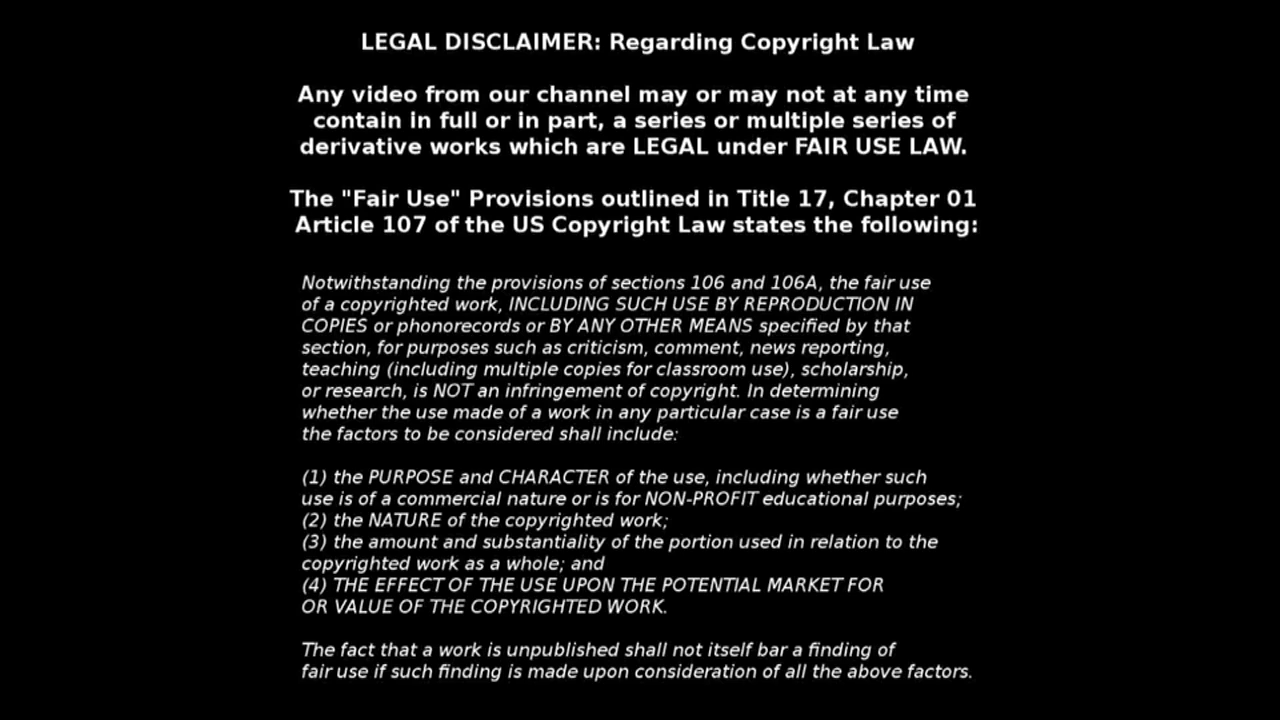 LEGAL DISCLAIMER: Regarding Copyright Law
Any video from our channel may or may not at any time
contain in full or in part, a series or multiple series of
derivative works which are LEGAL under FAIR USE LAW.
The "Fair Use" Provisions outlined in Title 17, Chapter 01
Article 107 of the US Copyright Law states the following:
Notwithstanding the provisions of sections 106 and 106A, the fair use
of a copyrighted work, INCLUDING SUCH USE BY REPRODUCTION IN
COPIES or phonorecords or BY ANY OTHER MEANS specified by that
section, for purposes such as criticism, comment, news reporting,
teaching (including multiple copies for classroom use), scholarship,
or research, is NOT an infringement of copyright. In determining
whether the use made of a work in any particular case is a fair use
the factors to be considered shall include:
(1) the PURPOSE and CHARACTER of the use, including whether such
use is of a commercial nature or is for NON-PROFIT educational purposes;
(2) the NATURE of the copyrighted work;
(3) the amount and substantiality of the portion used in relation to the
copyrighted work as a whole; and
(4) THE EFFECT OF THE USE UPON THE POTENTIAL MARKET FOR
OR VALUE OF THE COPYRIGHTED WORK.
The fact that a work is unpublished shall not itself bar a finding of
fair use if such finding is made upon consideration of all the above factors.